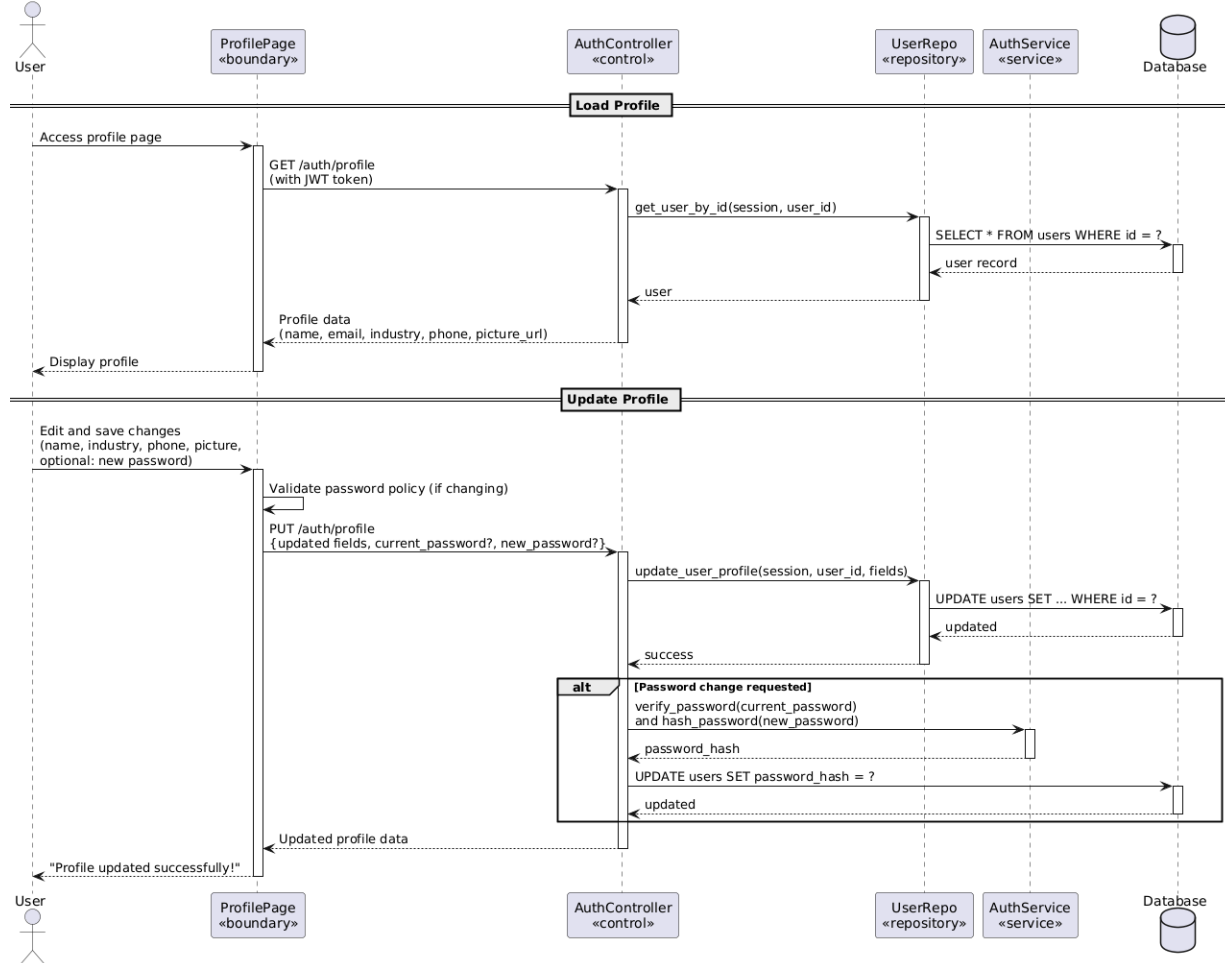 User
ProfilePage
«boundary»
AuthController
«control»
UserRepo
«repository»
AuthService
«service»
Database
Load Profile
Access profile page
GET /auth/profile
(with JWT token)
get_user_by_id(session, user_id)
SELECT * FROM users WHERE id = ?
user record
user
Profile data
(name, email, industry, phone, picture_url)
Display profile
Update Profile
Edit and save changes
(name, industry, phone, picture,
optional: new password)
Validate password policy (if changing)
PUT /auth/profile
{updated fields, current_password?, new_password?}
update_user_profile(session, user_id, fields)
UPDATE users SET ... WHERE id = ?
updated
success
alt
[Password change requested]
verify_password(current_password)
and hash_password(new_password)
password_hash
UPDATE users SET password_hash = ?
updated
Updated profile data
"Profile updated successfully!"
User
ProfilePage
«boundary»
AuthController
«control»
UserRepo
«repository»
AuthService
«service»
Database